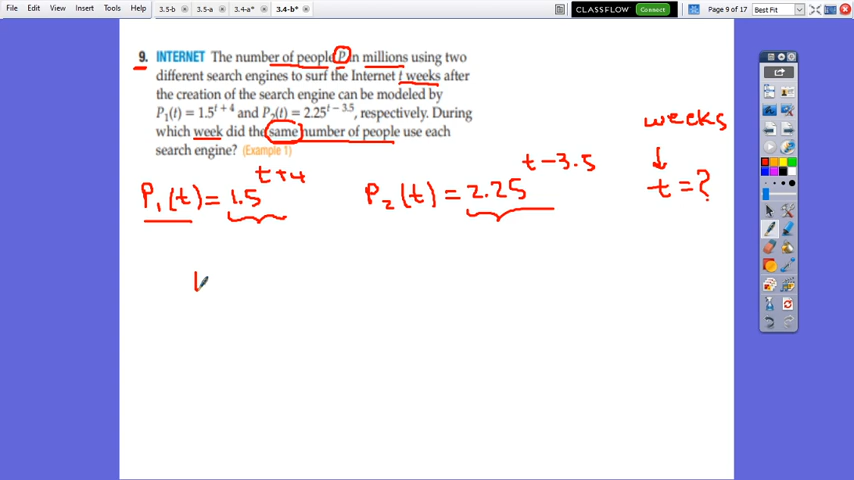 File Insert Tools Help
3.5-b × 3.5-a × 3.4-a* × 3.4-b* ×
CLASSFLOW Connect
Page 9 of 17 Best Fit
9. INTERNET The number of people P in millions using two
different search engines to surf the Internet t weeks after
the creation of the search engine can be modeled by
P₁(t) = 1.5ᵗ ⁺ ⁴ and P₂(t) = 2.25ᵗ ⁻ ³·⁵, respectively. During
which week did the same number of people use each
search engine? (Example 1)
weeks
↓
P₁(t) = 1.5^(t+4) P₂(t) = 2.25^(t-3.5) t = ?